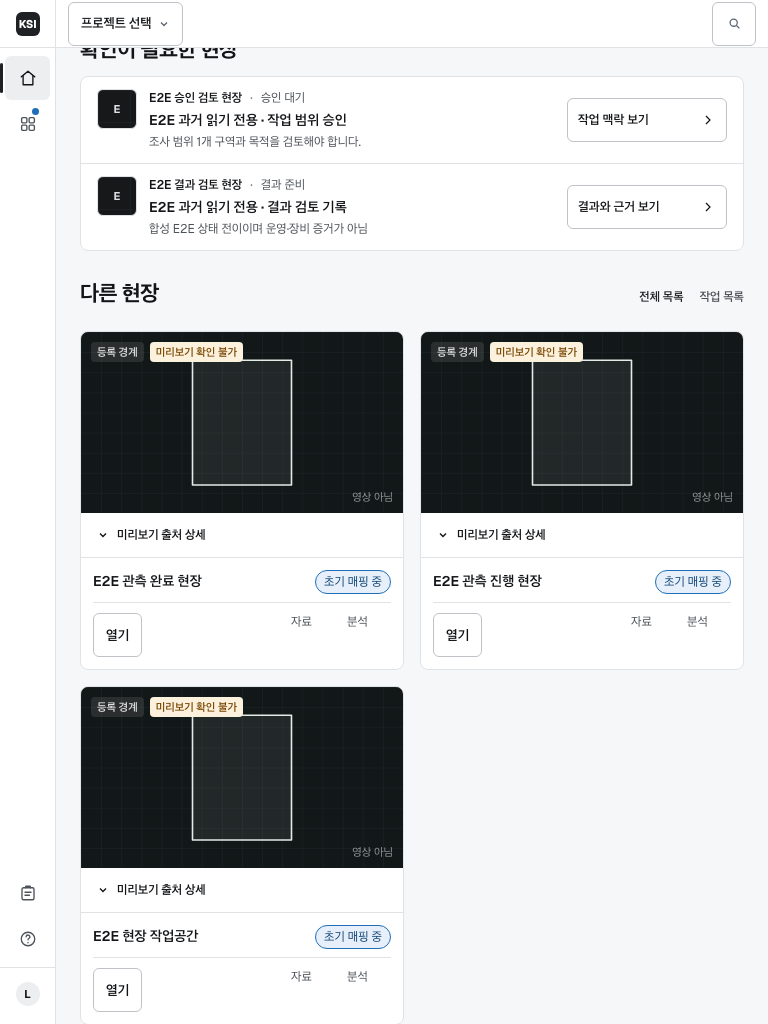 KSI
프로젝트 선택
확인이 필요한 현장
E
E2E 승인 검토 현장 · 승인 대기
E2E 과거 읽기 전용 · 작업 범위 승인
조사 범위 1개 구역과 목적을 검토해야 합니다.
작업 맥락 보기
E
E2E 결과 검토 현장 · 결과 준비
E2E 과거 읽기 전용 · 결과 검토 기록
합성 E2E 상태 전이이며 운영·장비 증거가 아님
결과와 근거 보기
다른 현장
전체 목록
작업 목록
등록 경계
미리보기 확인 불가
영상 아님
미리보기 출처 상세
E2E 관측 완료 현장
초기 매핑 중
열기
자료
분석
등록 경계
미리보기 확인 불가
영상 아님
미리보기 출처 상세
E2E 관측 진행 현장
초기 매핑 중
열기
자료
분석
등록 경계
미리보기 확인 불가
영상 아님
미리보기 출처 상세
E2E 현장 작업공간
초기 매핑 중
열기
자료
분석
L